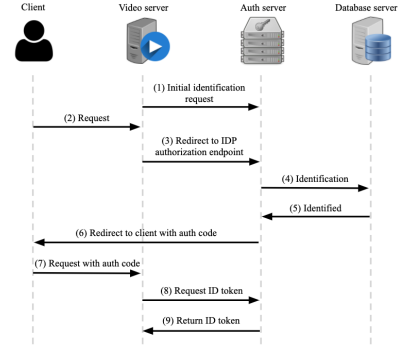 Client
Video server
Auth server
Database server
(1) Initial identification
request
(2) Request
(3) Redirect to IDP
authorization endpoint
(4) Identification
(5) Identified
(6) Redirect to client with auth code
(7) Request with auth code
(8) Request ID token
(9) Return ID token